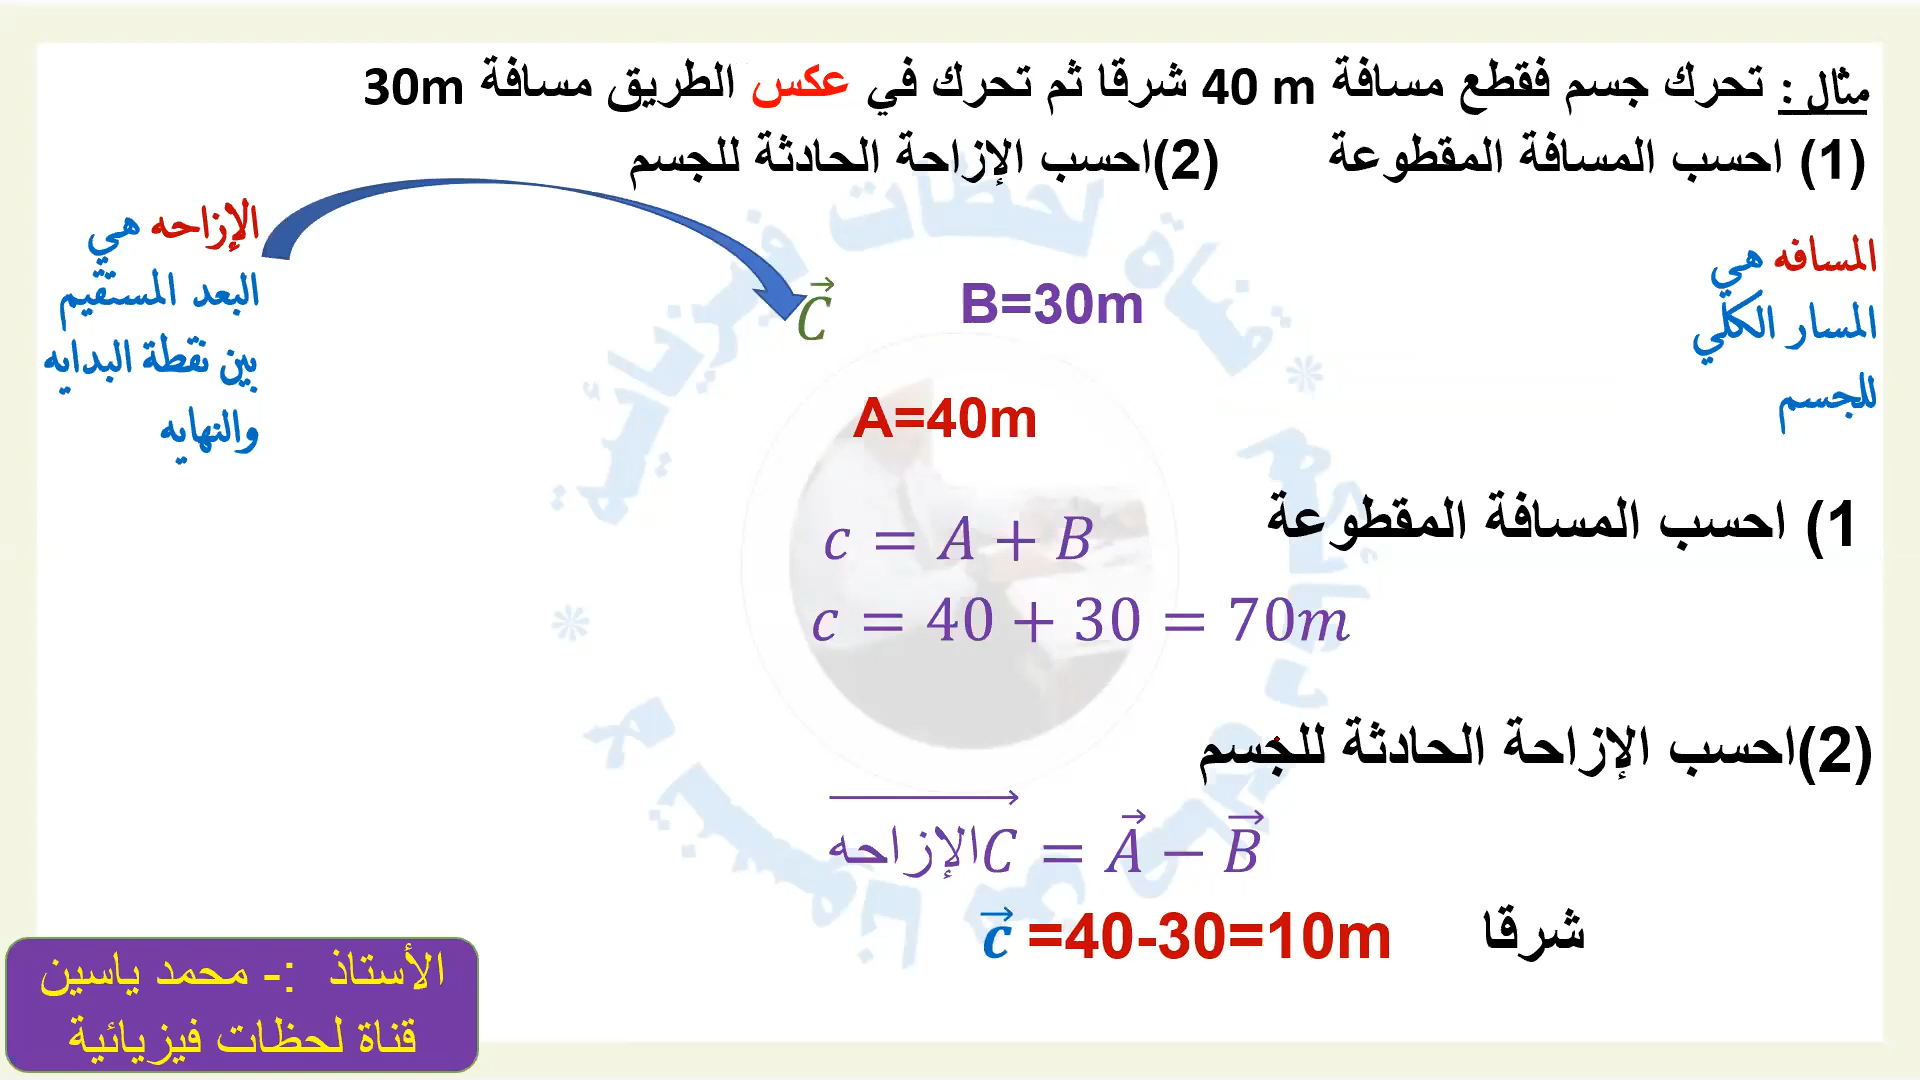 مثال : تحرك جسم فقطع مسافة 40 m شرقا ثم تحرك في عكس الطريق مسافة 30m
(1) احسب المسافة المقطوعة (2)احسب الإزاحة الحادثة للجسم
المسافه هي
المسار الكلي
للجسم
الإزاحه هي
البعد المستقيم
بين نقطة البدايه
والنهايه
C⃗
B=30m
A=40m
1) احسب المسافة المقطوعة
c = A + B
c = 40 + 30 = 70m
(2)احسب الإزاحة الحادثة للجسم
الإزاحهC⃗ = A⃗ − B⃗
c⃗ =40-30=10m شرقا
الأستاذ :- محمد ياسين
قناة لحظات فيزيائية